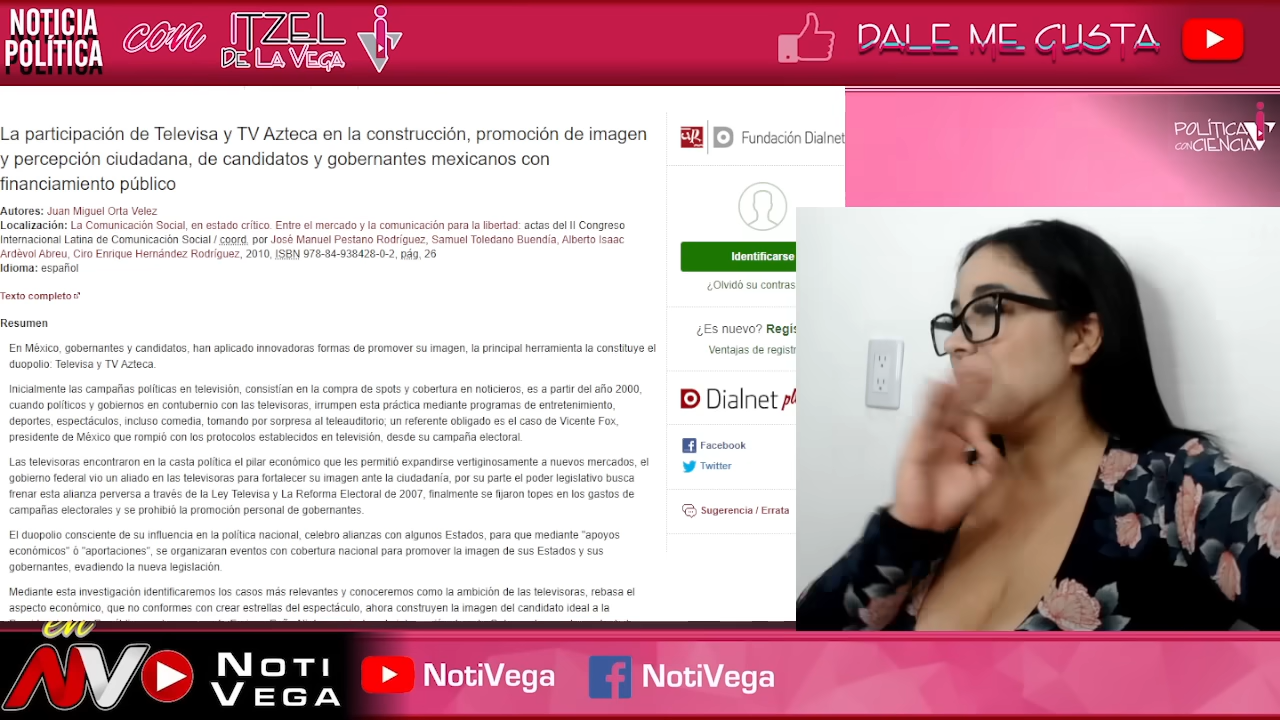 NOTICIA
POLÍTICA
con
ITZEL
DE LA VEGA
DALE ME GUSTA
POLÍTICA
CON CIENCIA
La participación de Televisa y TV Azteca en la construcción, promoción de imagen
y percepción ciudadana, de candidatos y gobernantes mexicanos con
financiamiento público
Autores: Juan Miguel Orta Velez
Localización: La Comunicación Social, en estado crítico. Entre el mercado y la comunicación para la libertad: actas del II Congreso
Internacional Latina de Comunicación Social / coord. por José Manuel Pestano Rodríguez, Samuel Toledano Buendía, Alberto Isaac
Ardèvol Abreu, Ciro Enrique Hernández Rodríguez, 2010, ISBN 978-84-938428-0-2, pág. 26
Idioma: español
Texto completo
Resumen
En México, gobernantes y candidatos, han aplicado innovadoras formas de promover su imagen, la principal herramienta la constituye el
duopolio: Televisa y TV Azteca.
Inicialmente las campañas políticas en televisión, consistían en la compra de spots y cobertura en noticieros, es a partir del año 2000,
cuando políticos y gobiernos en contubernio con las televisoras, irrumpen esta práctica mediante programas de entretenimiento,
deportes, espectáculos, incluso comedia, tomando por sorpresa al teleauditorio; un referente obligado es el caso de Vicente Fox,
presidente de México que rompió con los protocolos establecidos en televisión, desde su campaña electoral.
Las televisoras encontraron en la casta política el pilar económico que les permitió expandirse vertiginosamente a nuevos mercados, el
gobierno federal vio un aliado en las televisoras para fortalecer su imagen ante la ciudadanía, por su parte el poder legislativo busca
frenar esta alianza perversa a través de la Ley Televisa y La Reforma Electoral de 2007, finalmente se fijaron topes en los gastos de
campañas electorales y se prohibió la promoción personal de gobernantes.
El duopolio consciente de su influencia en la política nacional, celebro alianzas con algunos Estados, para que mediante "apoyos
económicos" ò "aportaciones", se organizaran eventos con cobertura nacional para promover la imagen de sus Estados y sus
gobernantes, evadiendo la nueva legislación.
Mediante esta investigación identificaremos los casos más relevantes y conoceremos como la ambición de las televisoras, rebasa el
aspecto económico, que no conformes con crear estrellas del espectáculo, ahora construyen la imagen del candidato ideal a la
Fundación Dialnet
Identificarse
¿Olvidó su contras
¿Es nuevo? Regís
Ventajas de registr
Dialnet pl
Facebook
Twitter
Sugerencia / Errata
en
NV
NOTI
VEGA
NotiVega
NotiVega